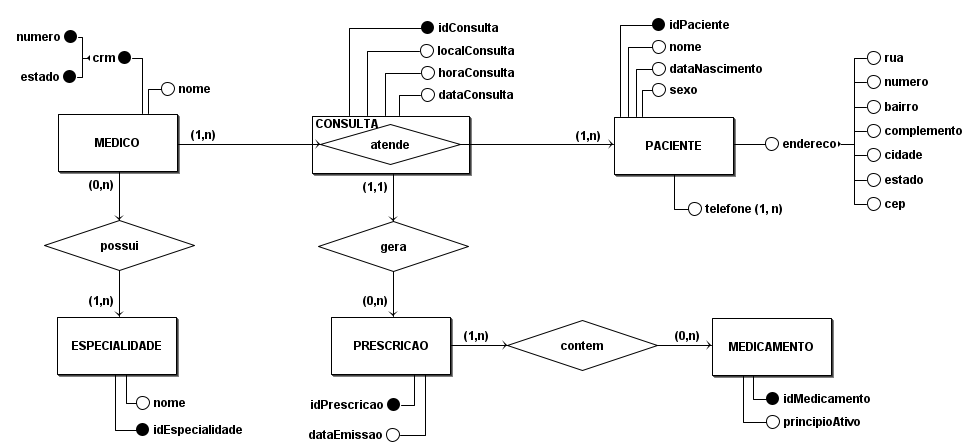 numero
estado
crm
nome
MEDICO
(1,n)
(0,n)
possui
(1,n)
ESPECIALIDADE
nome
idEspecialidade
idConsulta
localConsulta
horaConsulta
dataConsulta
CONSULTA
atende
(1,n)
(1,1)
gera
(0,n)
PRESCRICAO
idPrescricao
dataEmissao
(1,n)
contem
(0,n)
MEDICAMENTO
idMedicamento
principioAtivo
idPaciente
nome
dataNascimento
sexo
PACIENTE
telefone (1, n)
endereco
rua
numero
bairro
complemento
cidade
estado
cep